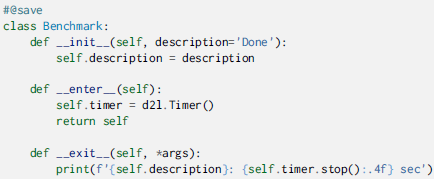 #@save
class Benchmark:
    def __init__(self, description='Done'):
        self.description = description
    def __enter__(self):
        self.timer = d2l.Timer()
        return self
    def __exit__(self, *args):
        print(f'{self.description}: {self.timer.stop():.4f} sec')